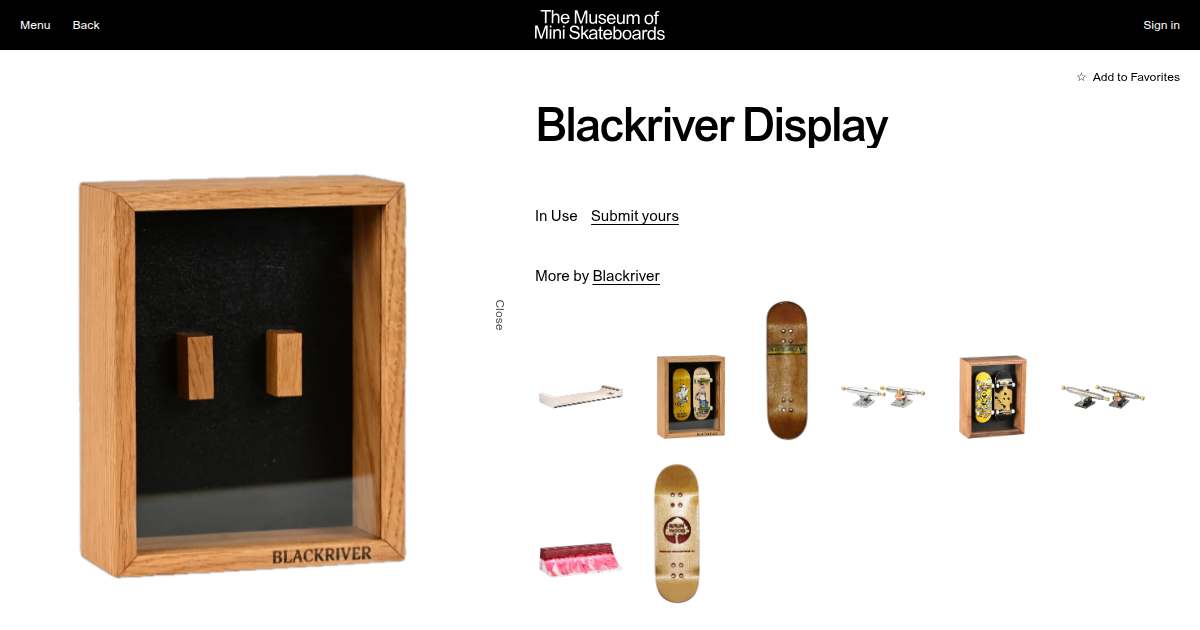 Menu
Back
The Museum of
Mini Skateboards
Sign in
☆ Add to Favorites
Blackriver Display
In Use Submit yours
More by Blackriver
Close
BLACKRIVER